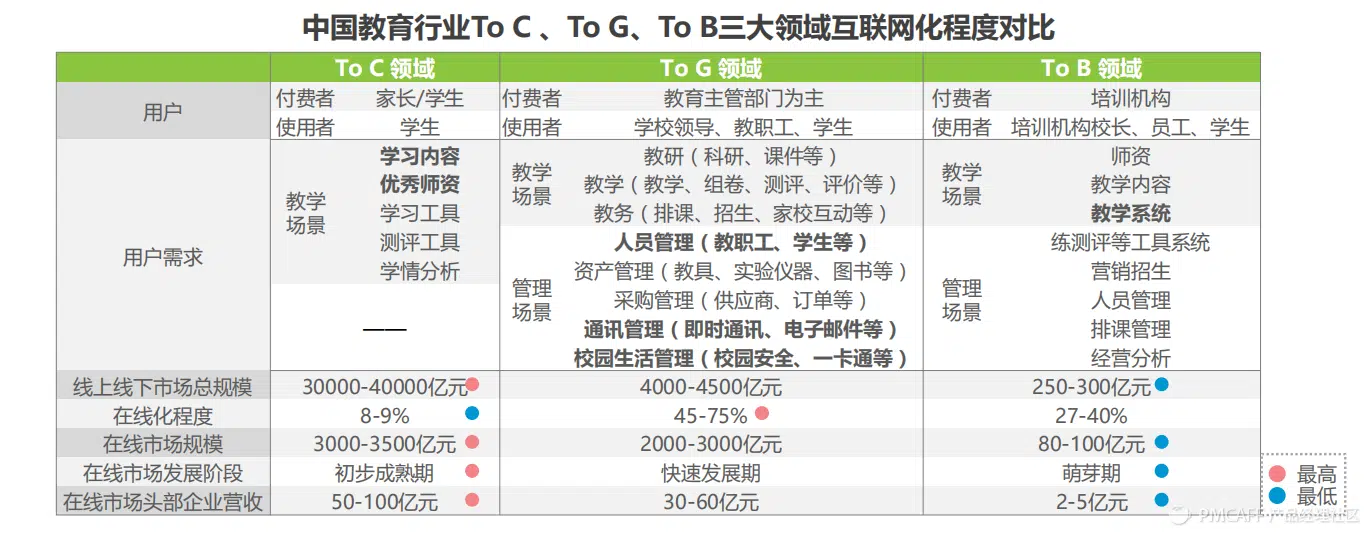 中国教育行业To C 、To G、To B三大领域互联网化程度对比
To C 领域 To G 领域 To B 领域
用户
付费者 家长/学生 付费者 教育主管部门为主 付费者 培训机构
使用者 学生 使用者 学校领导、教职工、学生 使用者 培训机构校长、员工、学生
用户需求
教学
场景
学习内容
优秀师资
学习工具
测评工具
学情分析
——
教学
场景
教研（科研、课件等）
教学（教学、组卷、测评、评价等）
教务（排课、招生、家校互动等）
管理
场景
人员管理（教职工、学生等）
资产管理（教具、实验仪器、图书等）
采购管理（供应商、订单等）
通讯管理（即时通讯、电子邮件等）
校园生活管理（校园安全、一卡通等）
教学
场景
师资
教学内容
教学系统
管理
场景
练测评等工具系统
营销招生
人员管理
排课管理
经营分析
线上线下市场总规模 30000-40000亿元 4000-4500亿元 250-300亿元
在线化程度 8-9% 45-75% 27-40%
在线市场规模 3000-3500亿元 2000-3000亿元 80-100亿元
在线市场发展阶段 初步成熟期 快速发展期 萌芽期
在线市场头部企业营收 50-100亿元 30-60亿元 2-5亿元
最高
最低
PMCAFF产品经理社区